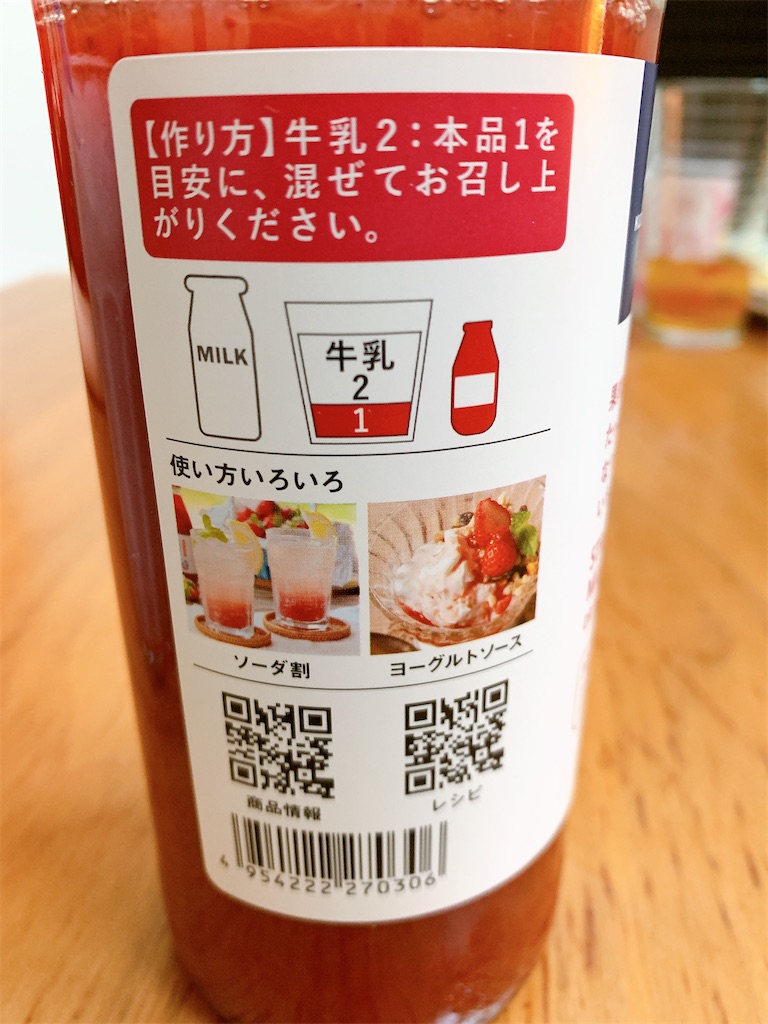 【作り方】牛乳2:本品1を
目安に、混ぜてお召し上
がりください。
MILK
牛乳
2
1
使い方いろいろ
ソーダ割
ヨーグルトソース
商品情報
レシピ
4 954222 270306